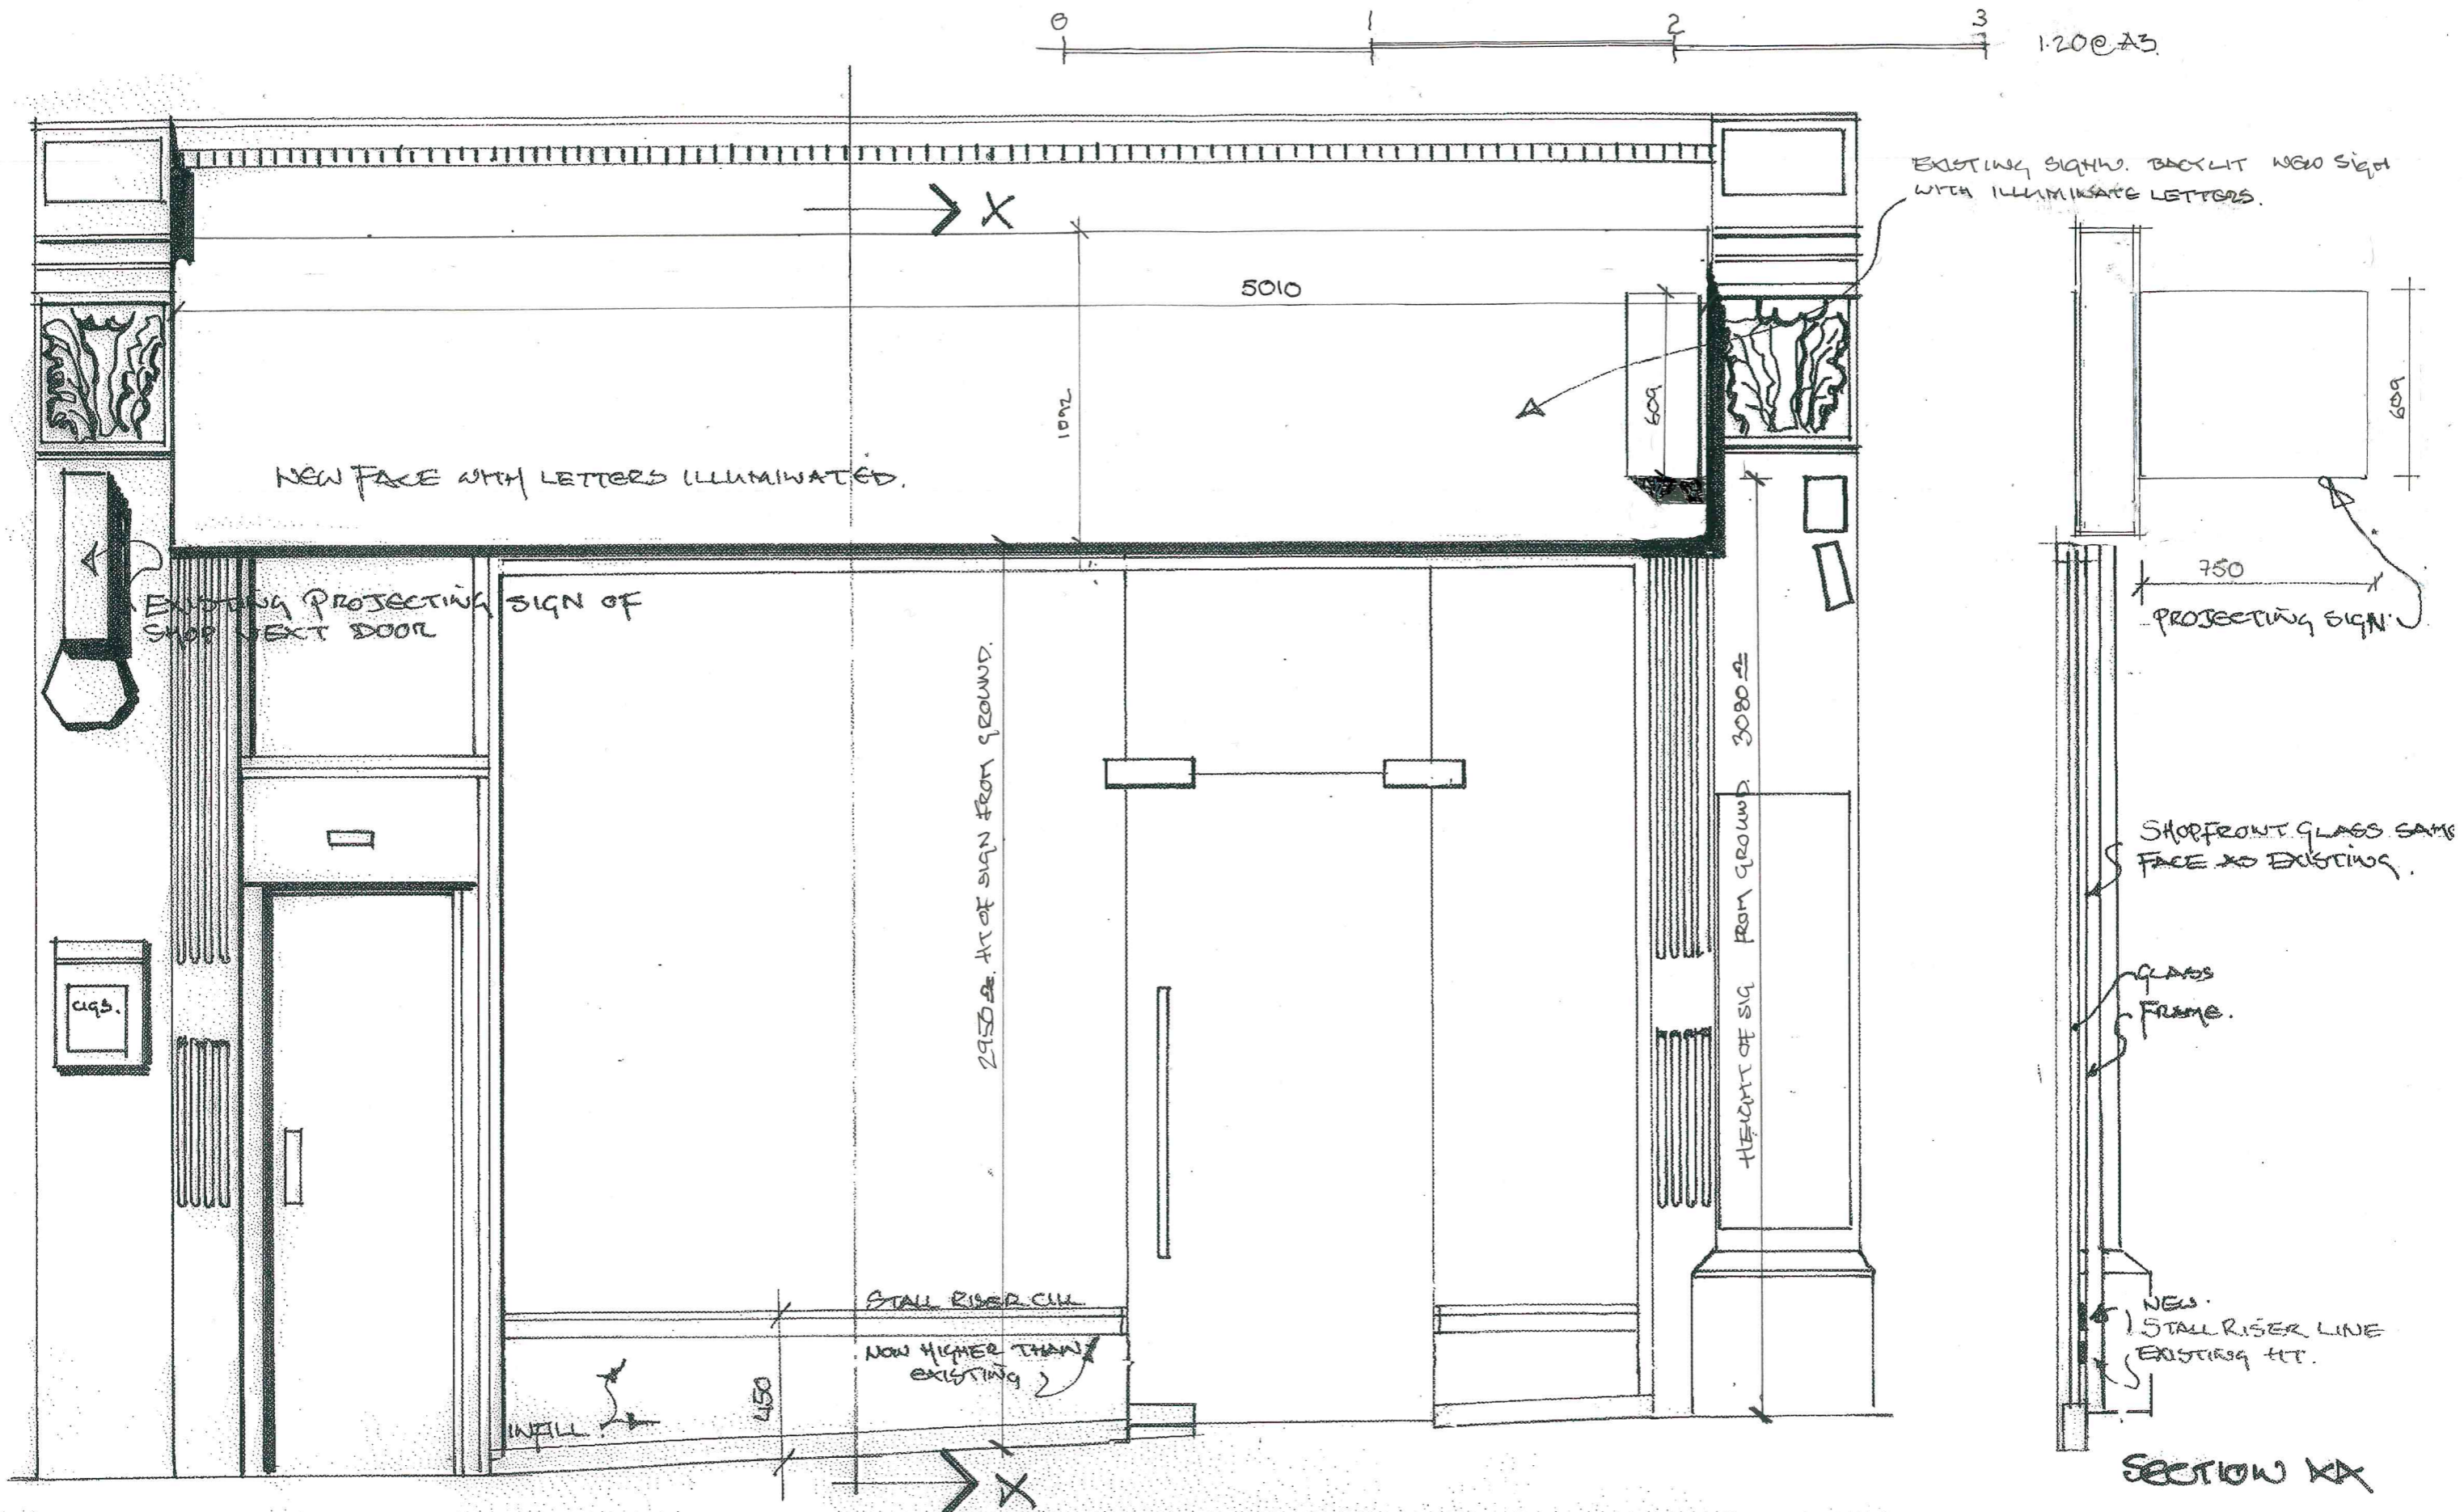 0 1 2 3
1.20@A3
EXISTING SIGHW. BACKLIT NEW SIGN
WITH ILLUMINATE LETTERS.
X
5010
1092
609
609
NEW FACE WITH LETTERS ILLUMINATED.
750
PROJECTING SIGN.
EXISTING PROJECTING SIGN OF
SHOP NEXT DOOR
2950 HT OF SIGN FROM GROUND.
HEIGHT OF SIG FROM GROUND. 3080
SHOPFRONT GLASS SAME
FACE AS EXISTING.
GLASS
FRAME.
CIGS.
STALL RISER CILL
NOW HIGHER THAN
EXISTING
450
INFILL.
NEW.
STALL RISER LINE
EXISTING HT.
X
SECTION XX